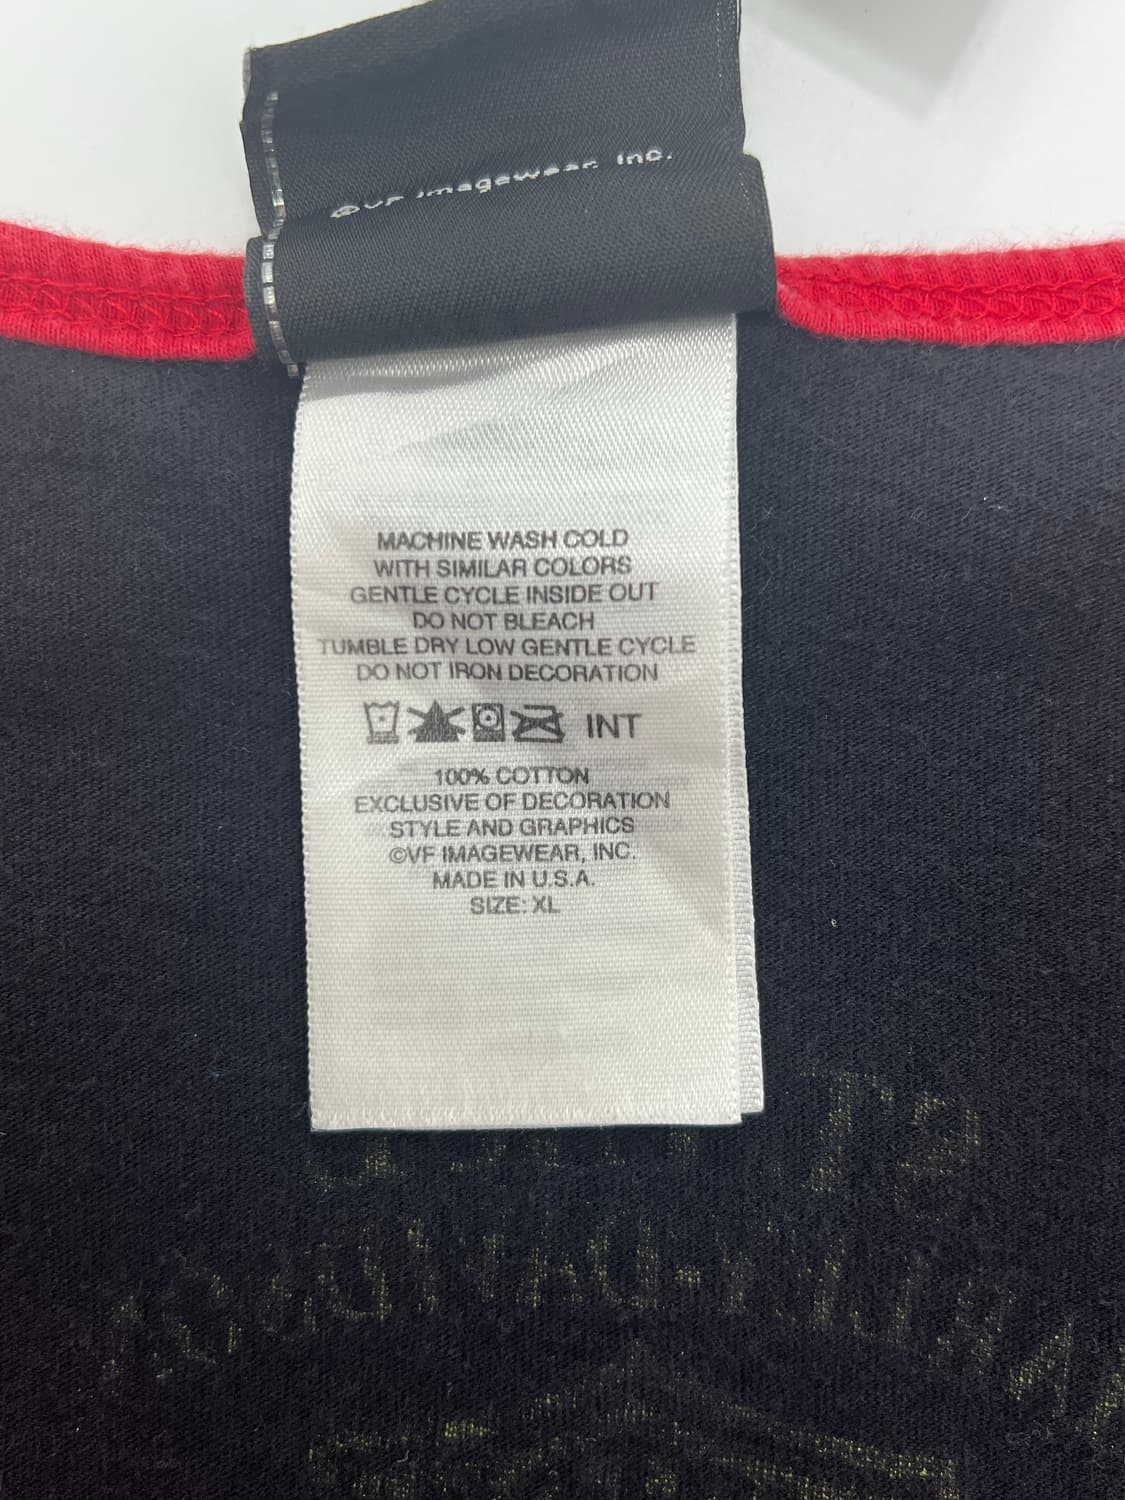 ©VF Imagewear, Inc.
MACHINE WASH COLD
WITH SIMILAR COLORS
GENTLE CYCLE INSIDE OUT
DO NOT BLEACH
TUMBLE DRY LOW GENTLE CYCLE
DO NOT IRON DECORATION
INT
100% COTTON
EXCLUSIVE OF DECORATION
STYLE AND GRAPHICS
©VF IMAGEWEAR, INC.
MADE IN U.S.A.
SIZE: XL